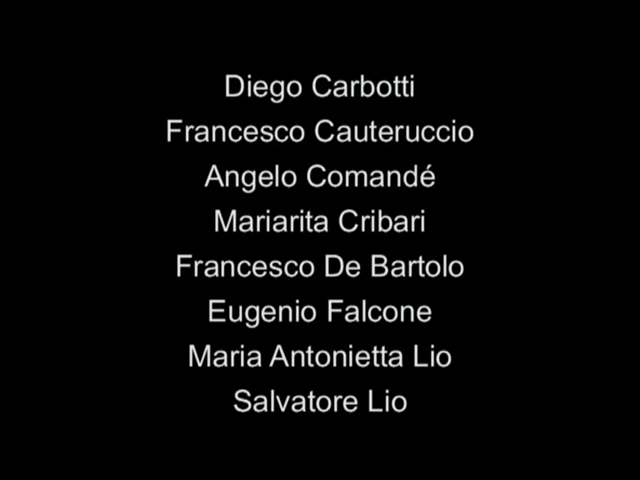 Diego Carbotti
Francesco Cauteruccio
Angelo Comandé
Mariarita Cribari
Francesco De Bartolo
Eugenio Falcone
Maria Antonietta Lio
Salvatore Lio